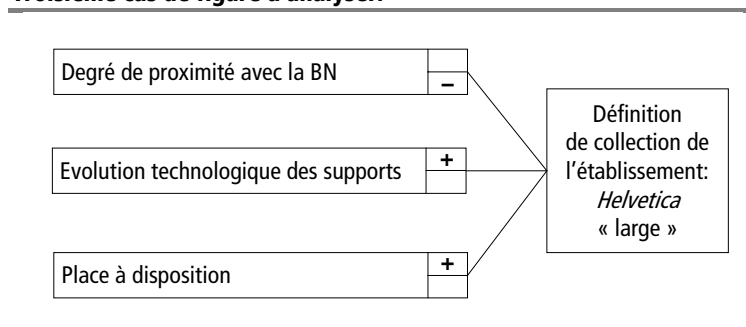 Troisième cas de figure à analyser:
Degré de proximité avec la BN
–
Evolution technologique des supports
+
Place à disposition
+
Définition
de collection de
l'établissement:
Helvetica
« large »